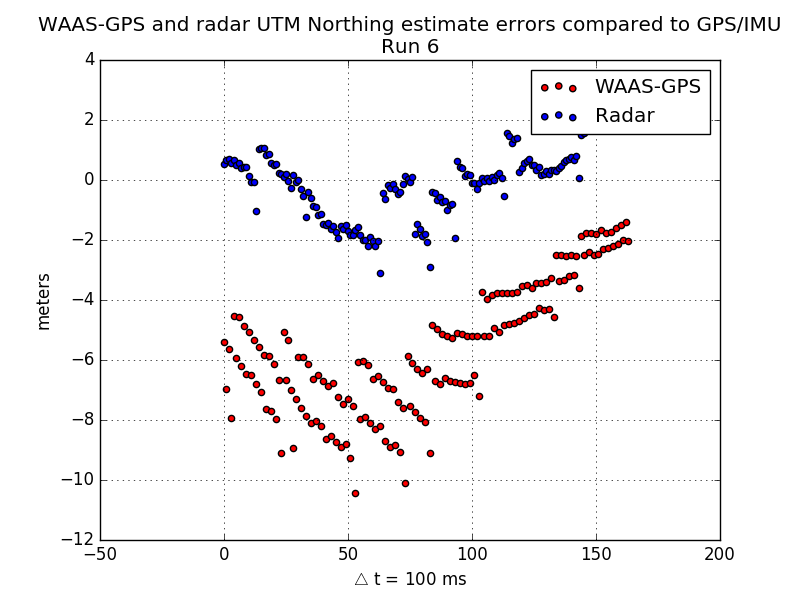 WAAS-GPS and radar UTM Northing estimate errors compared to GPS/IMU
Run 6
WAAS-GPS
Radar
4
2
0
−2
−4
−6
−8
−10
−12
meters
−50
0
50
100
150
200
△ t = 100 ms